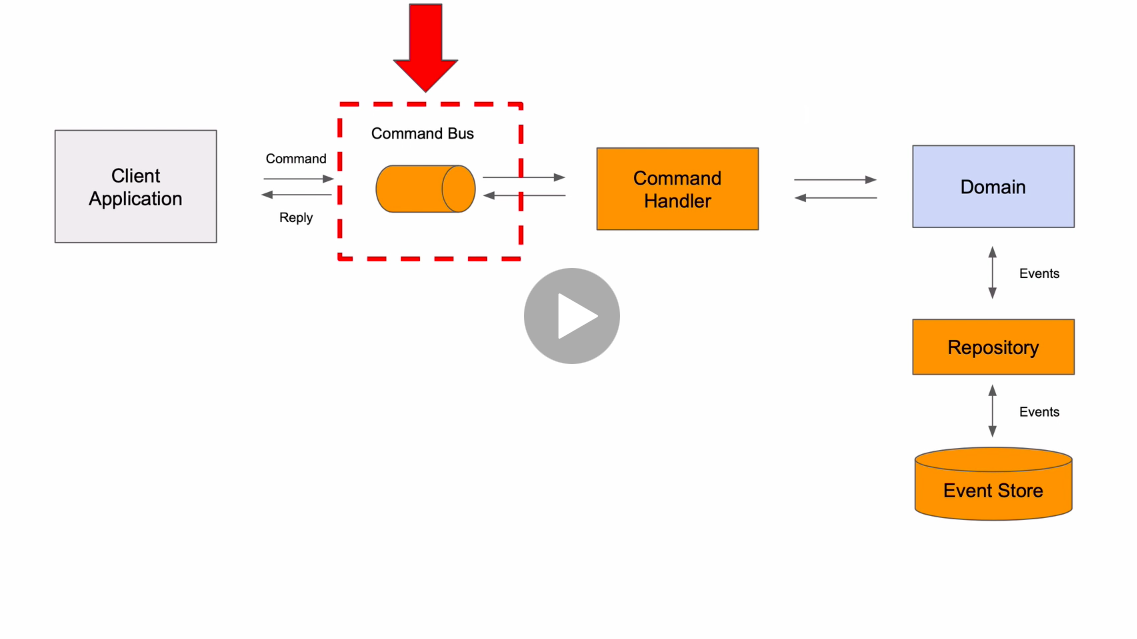 Command Bus
Client
Application
Command
Reply
Command
Handler
Domain
Events
Repository
Events
Event Store